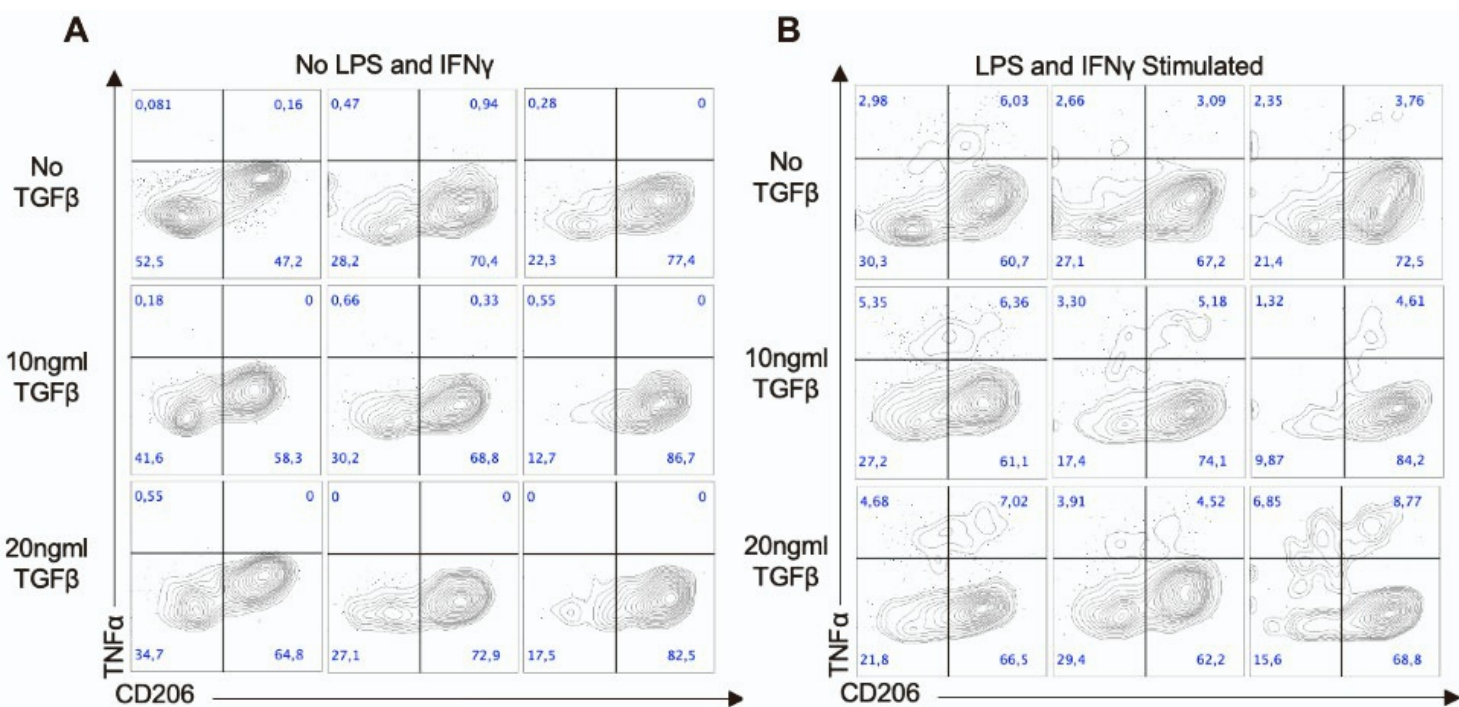 A
B
No LPS and IFNγ
LPS and IFNγ Stimulated
0,081 0,16 0,47 0,94 0,28 0
2,98 6,03 2,66 3,09 2,35 3,76
No
TGFβ
No
TGFβ
52,5 47,2 28,2 70,4 22,3 77,4
30,3 60,7 27,1 67,2 21,4 72,5
0,18 0 0,66 0,33 0,55 0
5,35 6,36 3,30 5,18 1,32 4,61
10ngml
TGFβ
10ngml
TGFβ
41,6 58,3 30,2 68,8 12,7 86,7
27,2 61,1 17,4 74,1 9,87 84,2
0,55 0 0 0 0 0
4,68 7,02 3,91 4,52 6,85 8,77
20ngml
TGFβ
20ngml
TGFβ
34,7 64,8 27,1 72,9 17,5 82,5
21,8 66,5 29,4 62,2 15,6 68,8
TNFα
TNFα
CD206
CD206